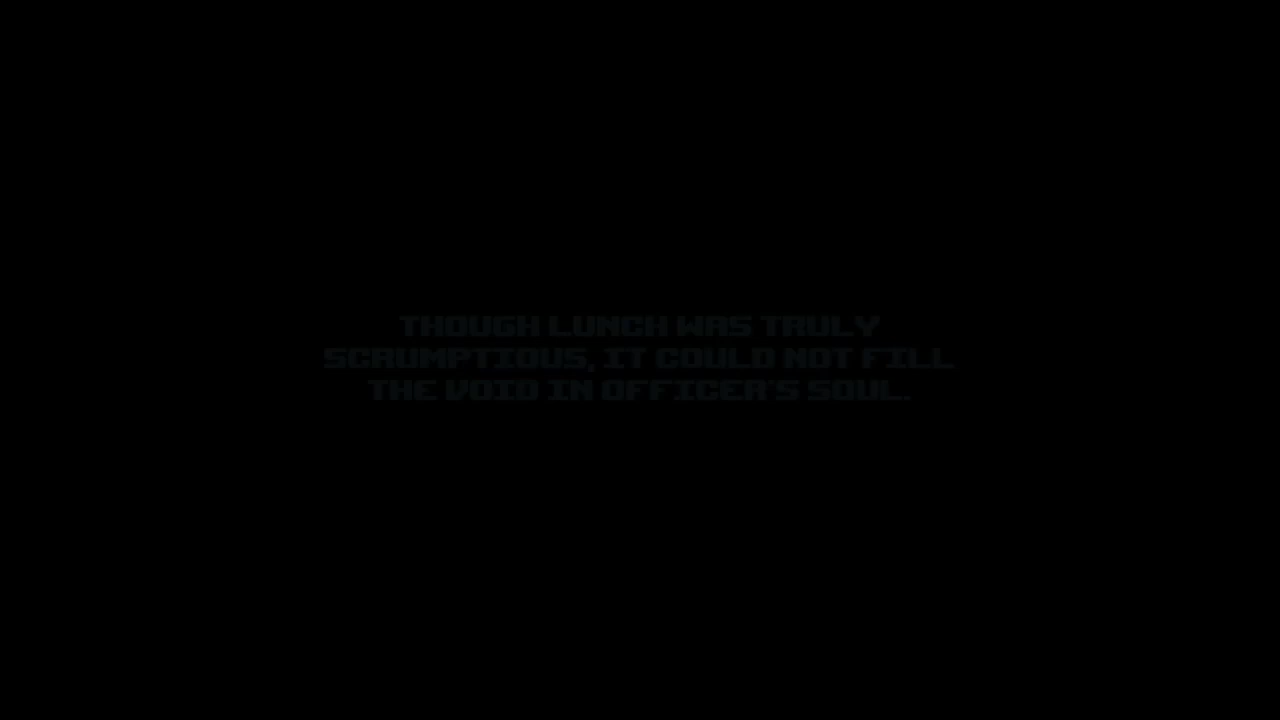 THOUGH LUNCH WAS TRULY
SCRUMPTIOUS, IT COULD NOT FILL
THE VOID IN OFFICER'S SOUL.